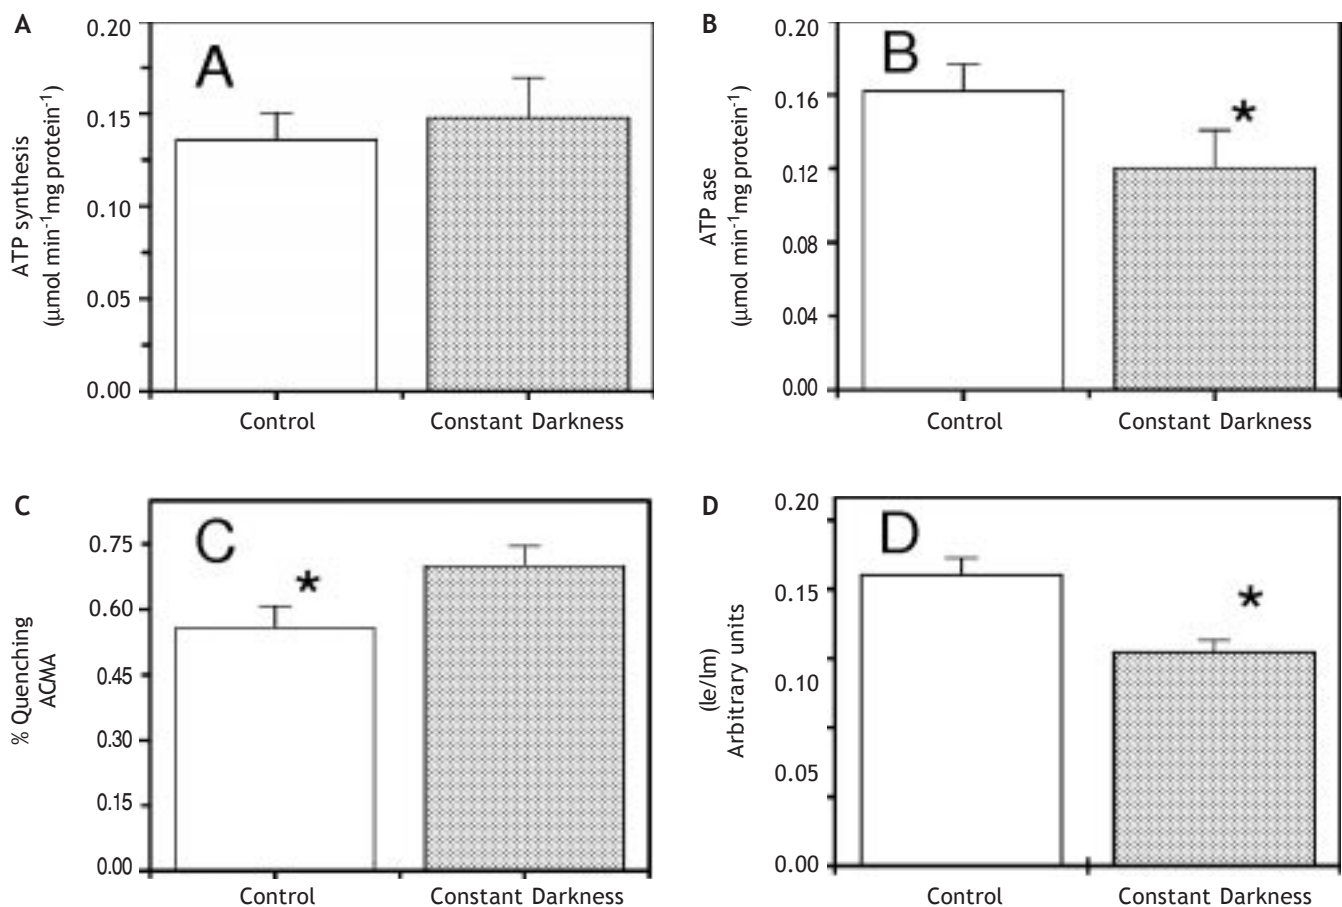 A
0.20
0.15
0.10
0.05
0.00
ATP synthesis
(μmol min⁻¹mg protein⁻¹)
A
Control
Constant Darkness
B
0.20
0.16
0.12
0.08
0.04
0.00
ATP ase
(μmol min⁻¹mg protein⁻¹)
B
*
Control
Constant Darkness
C
0.75
0.60
0.45
0.30
0.15
0.00
% Quenching
ACMA
C
*
Control
Constant Darkness
D
0.20
0.15
0.10
0.05
0.00
(le/lm)
Arbitrary units
D
*
Control
Constant Darkness